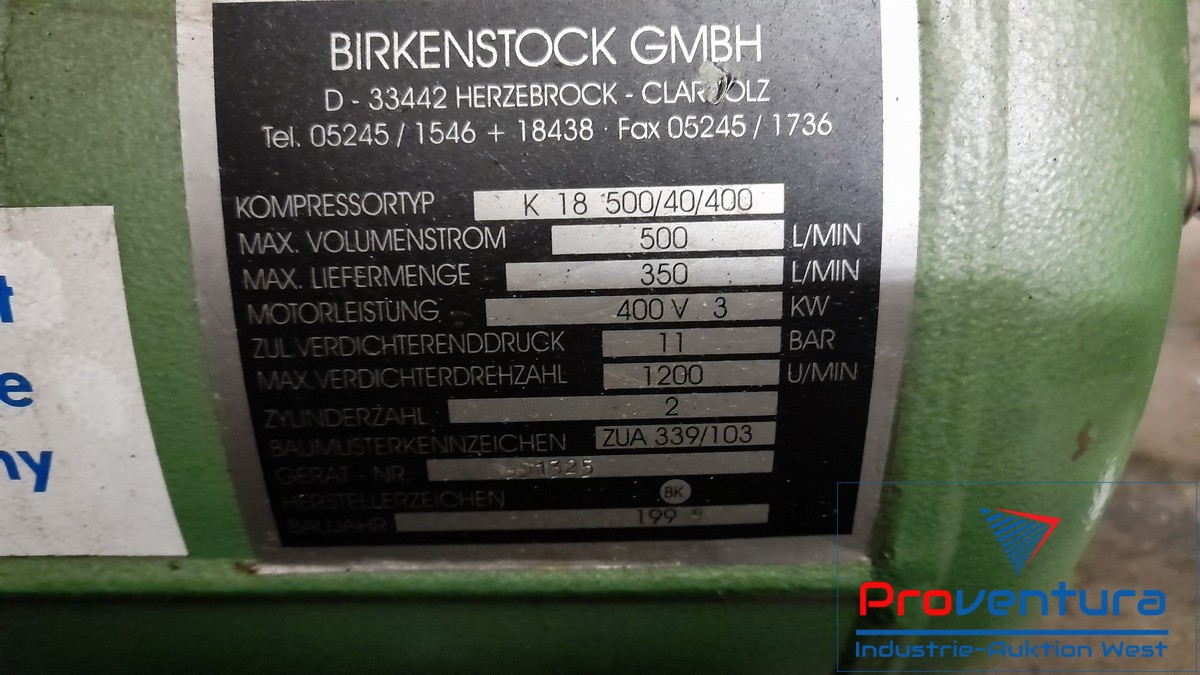 BIRKENSTOCK GMBH
D - 33442 HERZEBROCK -
Tel. 05245 / 1546 + 18438 · Fax 05245 / 1736
KOMPRESSORTYP K 18 500/40/400
MAX. VOLUMENSTROM 500 L/MIN
MAX. LIEFERMENGE 350 L/MIN
MOTORLEISTUNG 400 V 3 KW
ZUL.VERDICHTERENDDRUCK 11 BAR
MAX.VERDICHTERDREHZAHL 1200 U/MIN
ZYLINDERZAHL 2
BAUMUSTERKENNZEICHEN ZUA 339/103
GERÄT - NR.
HERSTELLERZEICHEN BK
BAUJAHR 199
Proventura
Industrie-Auktion West